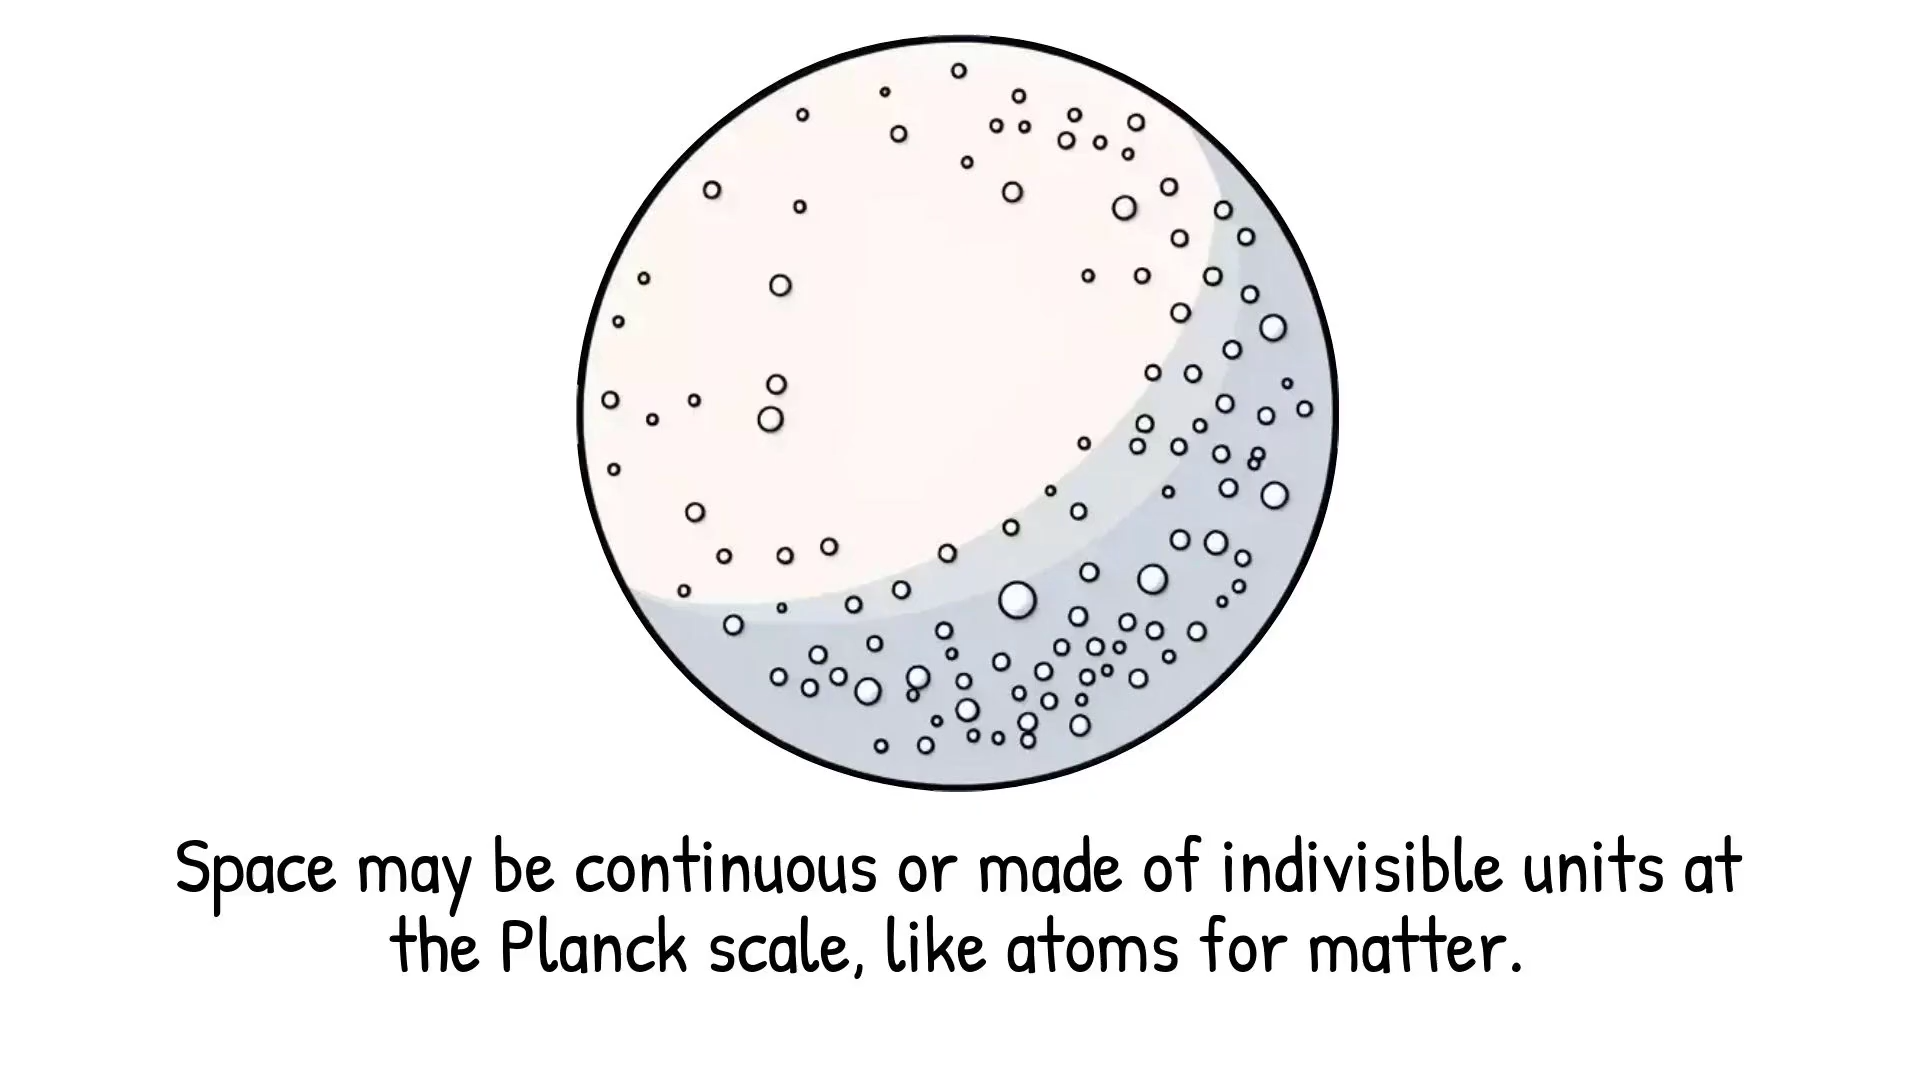 Space may be continuous or made of indivisible units at
the Planck scale, like atoms for matter.